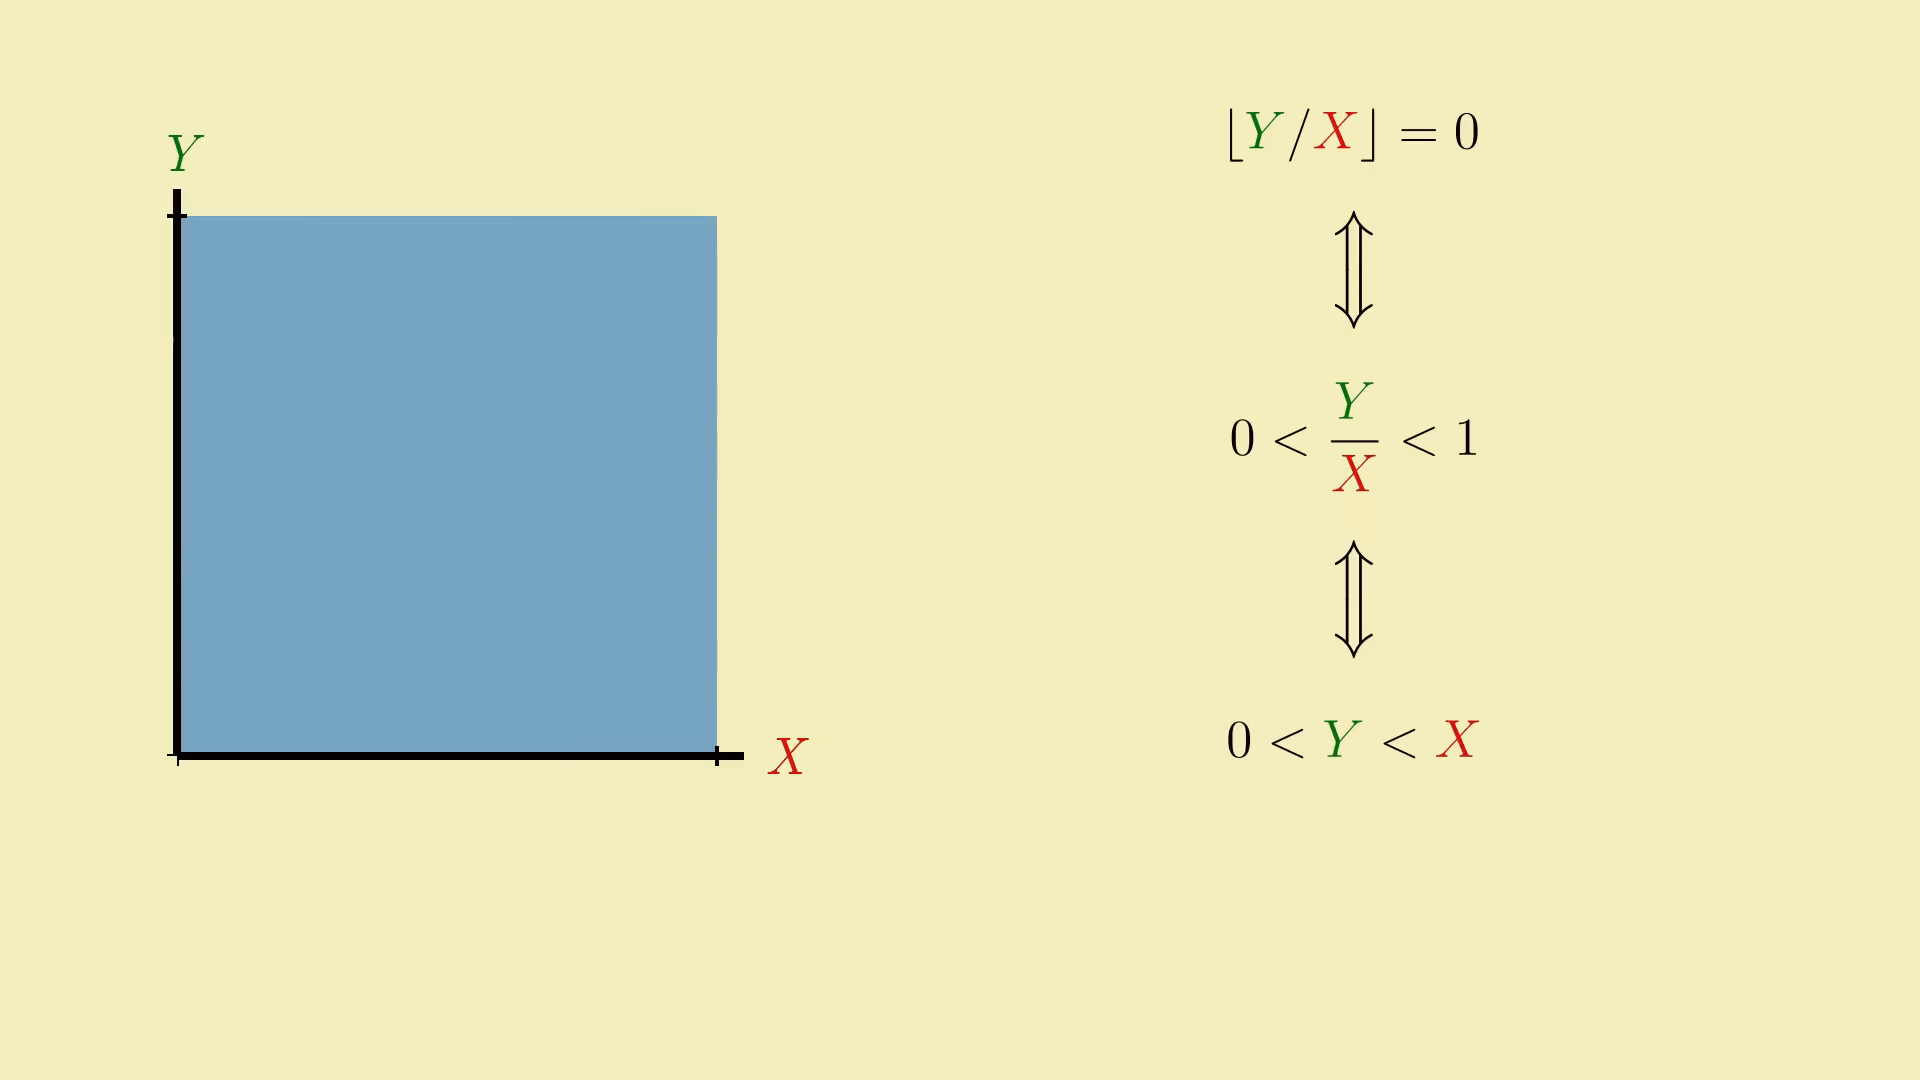 Y
X
⌊Y/X⌋ = 0
⇕
0 < Y/X < 1
⇕
0 < Y < X